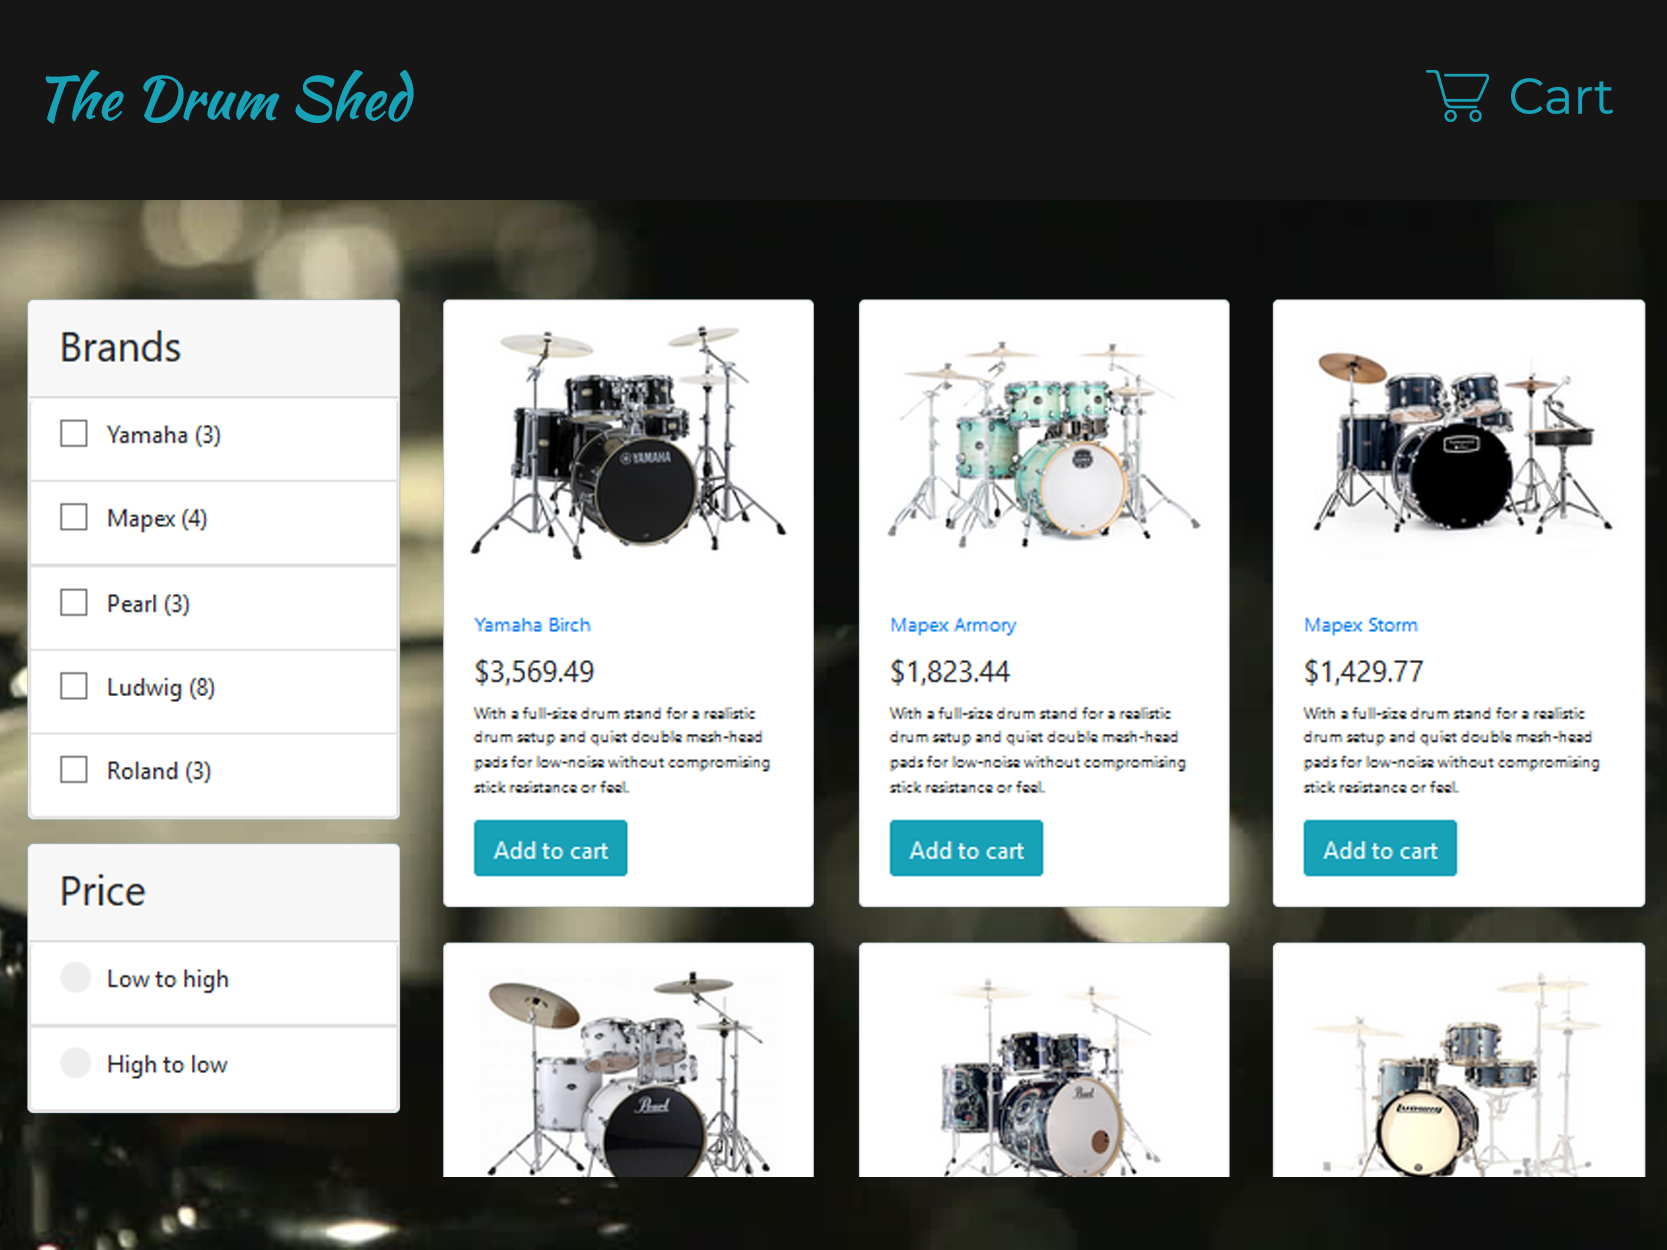 The Drum Shed
Cart
Brands
Yamaha (3)
Mapex (4)
Pearl (3)
Ludwig (8)
Roland (3)
Price
Low to high
High to low
YAMAHA
Yamaha Birch
$3,569.49
With a full-size drum stand for a realistic
drum setup and quiet double mesh-head
pads for low-noise without compromising
stick resistance or feel.
Add to cart
Mapex Armory
$1,823.44
With a full-size drum stand for a realistic
drum setup and quiet double mesh-head
pads for low-noise without compromising
stick resistance or feel.
Add to cart
Mapex Storm
$1,429.77
With a full-size drum stand for a realistic
drum setup and quiet double mesh-head
pads for low-noise without compromising
stick resistance or feel.
Add to cart
Pearl
Pearl
Ludwig